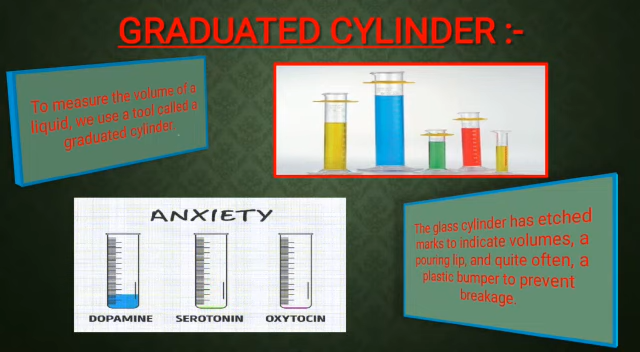 GRADUATED CYLINDER :-
To measure the volume of a
liquid, we use a tool called a
graduated cylinder.
ANXIETY
DOPAMINE SEROTONIN OXYTOCIN
The glass cylinder has etched
marks to indicate volumes, a
pouring lip, and quite often, a
plastic bumper to prevent
breakage.